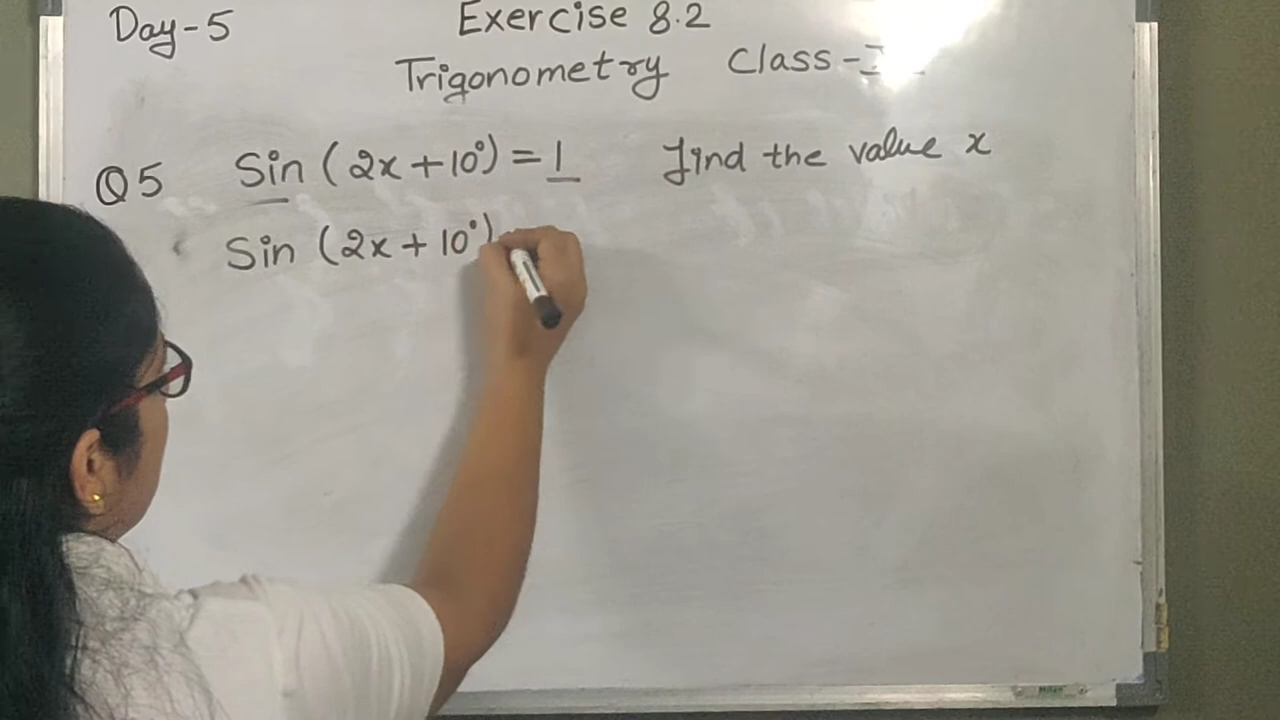 Day-5
Exercise 8.2
Trigonometry Class-
Q5 Sin (2x+10°) = 1 find the value x
Sin (2x+10°)